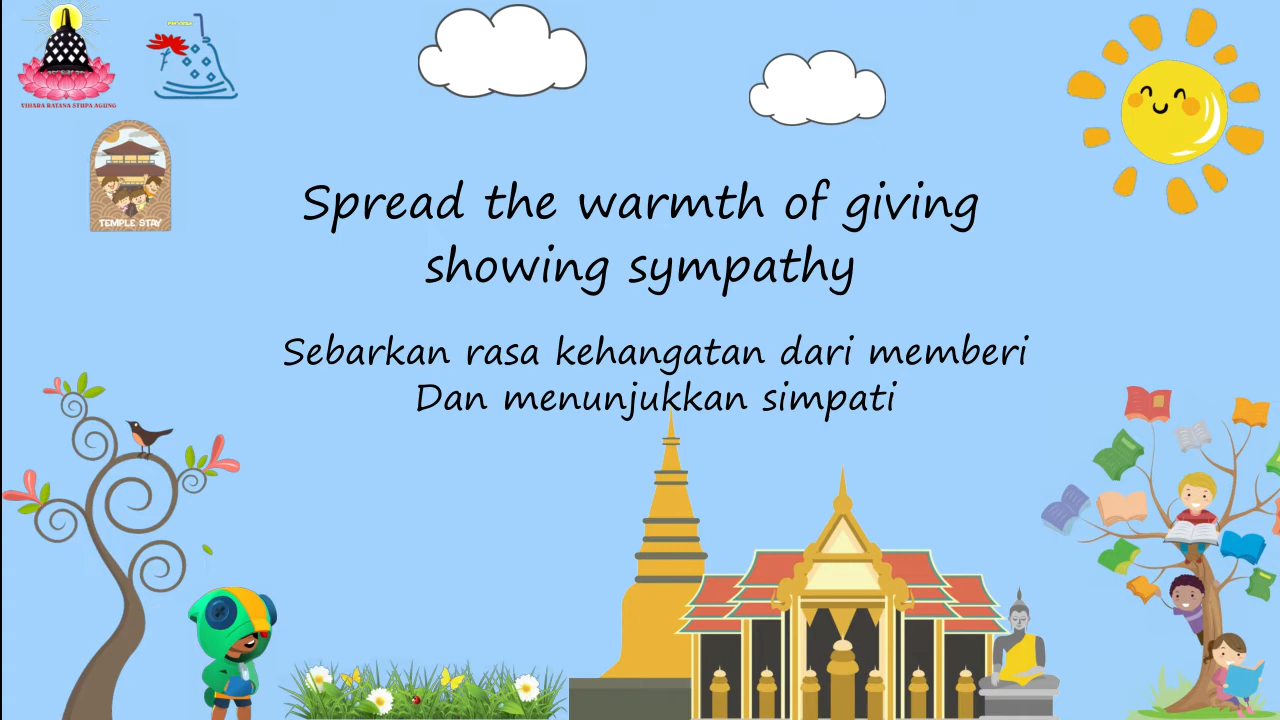 VIHARA RATANA STUPA AGUNG
TEMPLE STAY
Spread the warmth of giving
showing sympathy
Sebarkan rasa kehangatan dari memberi
Dan menunjukkan simpati